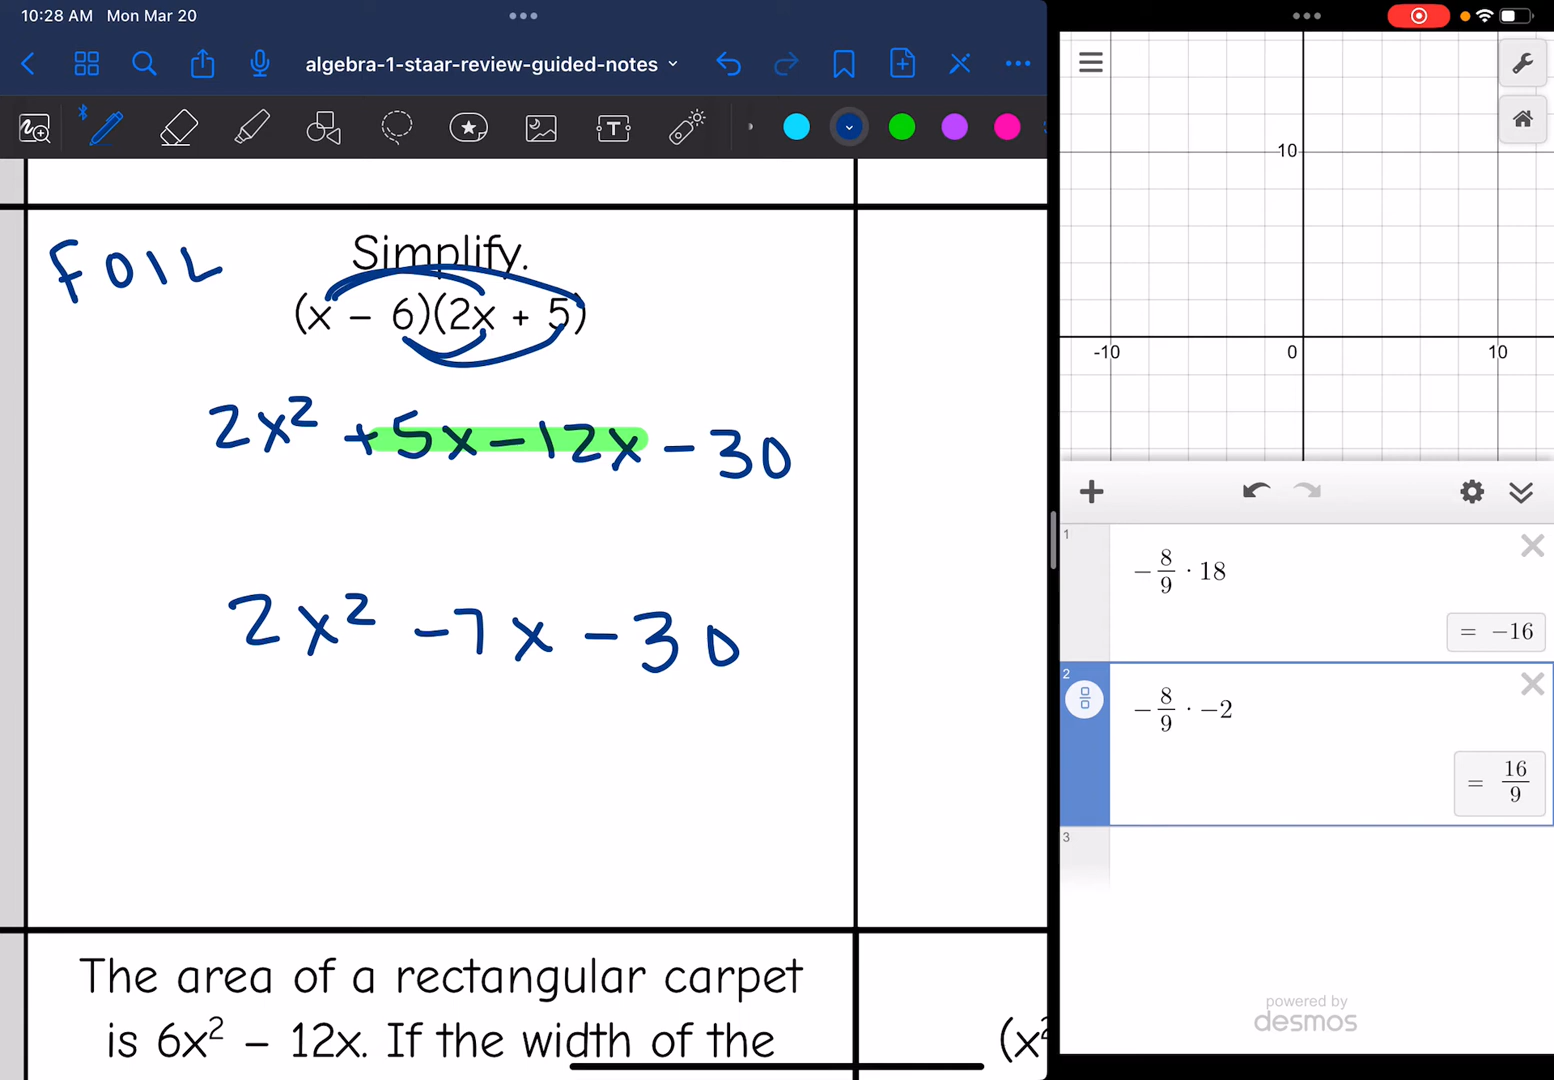 10:28 AM Mon Mar 20
algebra-1-staar-review-guided-notes
T
FOIL
Simplify.
(x – 6)(2x + 5)
2x² +5x – 12x – 30
2x² – 7x – 30
The area of a rectangular carpet
is 6x² – 12x. If the width of the
(x²
10
-10
0
10
1
− 8/9 · 18
= −16
2
− 8/9 · −2
= 16/9
3
powered by
desmos